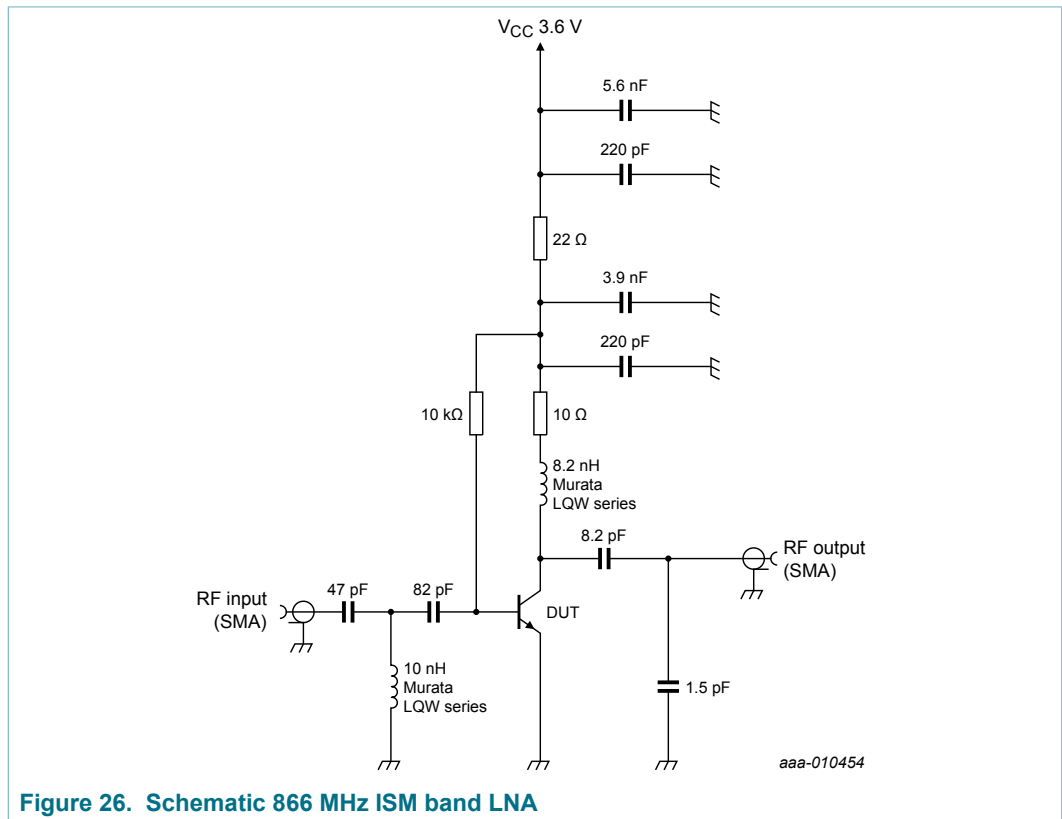 VCC 3.6 V
5.6 nF
220 pF
22 Ω
3.9 nF
220 pF
10 kΩ
10 Ω
8.2 nH
Murata
LQW series
8.2 pF
RF output
(SMA)
RF input
(SMA)
47 pF
82 pF
DUT
10 nH
Murata
LQW series
1.5 pF
aaa-010454
Figure 26. Schematic 866 MHz ISM band LNA